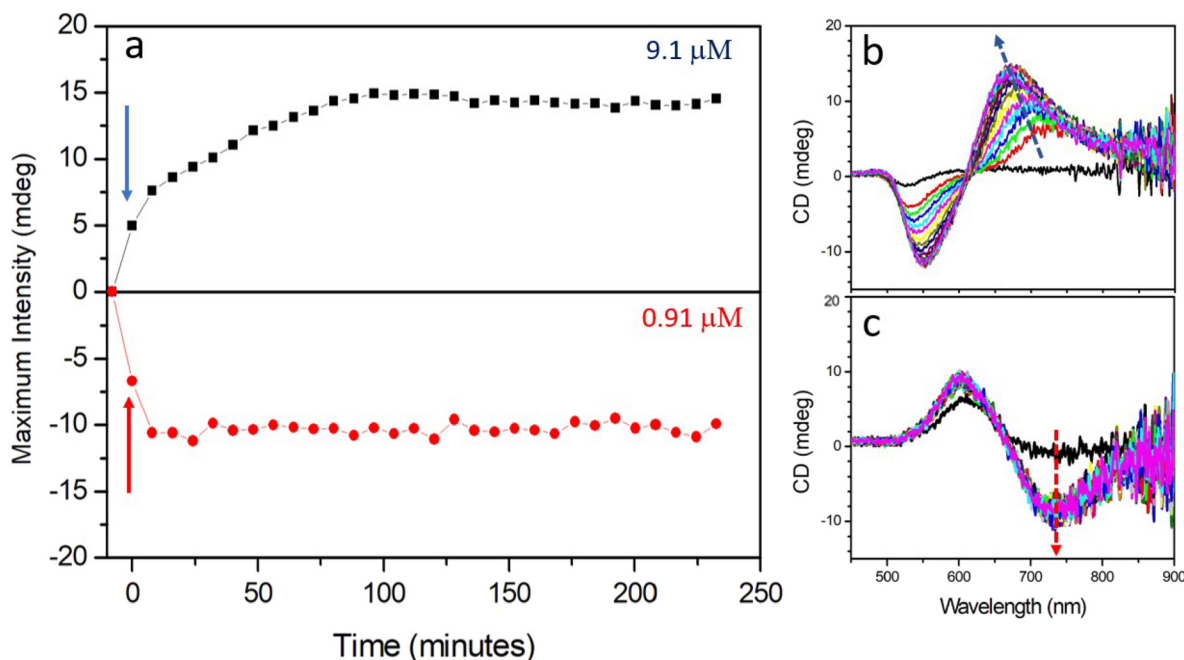 a
9.1 μM
0.91 μM
20
15
10
5
0
-5
-10
-15
-20
Maximum Intensity (mdeg)
0
50
100
150
200
250
Time (minutes)
b
20
10
0
-10
CD (mdeg)
c
20
10
0
-10
CD (mdeg)
500
600
700
800
900
Wavelength (nm)